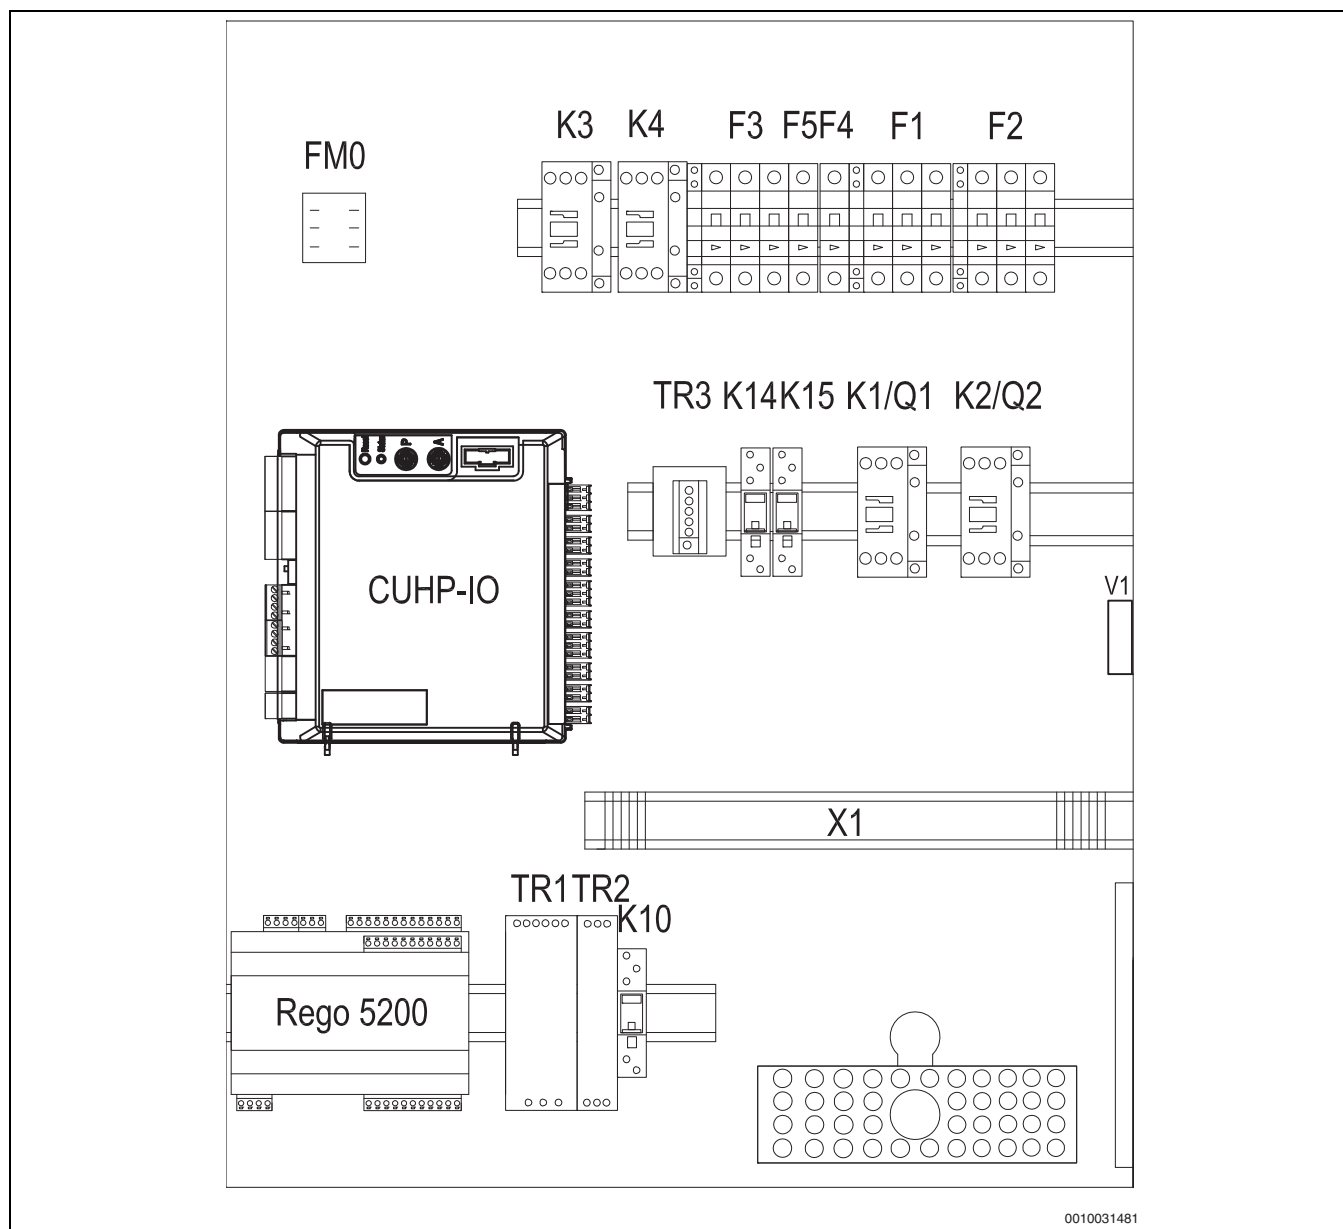 K3 K4 F3 F5F4 F1 F2
FM0
TR3 K14K15 K1/Q1 K2/Q2
P A
CUHP-IO
V1
X1
TR1TR2
K10
Rego 5200
0010031481